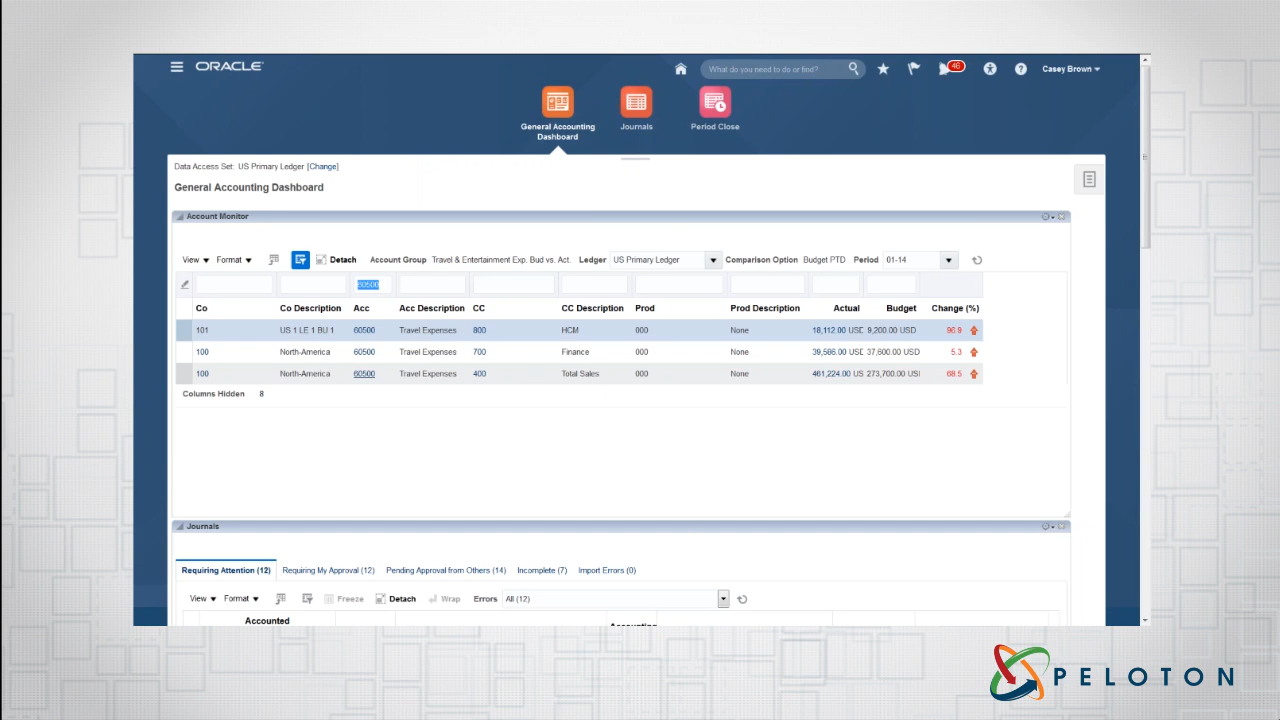 ORACLE
What do you need to do or find?
46
Casey Brown
General Accounting Dashboard
Journals
Period Close
Data Access Set: US Primary Ledger [Change]
General Accounting Dashboard
Account Monitor
View Format Detach Account Group Travel & Entertainment Exp. Bud vs. Act. Ledger US Primary Ledger Comparison Option Budget PTD Period 01-14
60500
Co Co Description Acc Acc Description CC CC Description Prod Prod Description Actual Budget Change (%)
101 US 1 LE 1 BU 1 60500 Travel Expenses 800 HCM 000 None 18,112.00 USD 9,200.00 USD 96.9
100 North-America 60500 Travel Expenses 700 Finance 000 None 39,586.00 USD 37,600.00 USD 5.3
100 North-America 60500 Travel Expenses 400 Total Sales 000 None 461,224.00 US 273,700.00 USI 68.5
Columns Hidden 8
Journals
Requiring Attention (12) Requiring My Approval (12) Pending Approval from Others (14) Incomplete (7) Import Errors (0)
View Format Freeze Detach Wrap Errors All (12)
Accounted
Accounting
PELOTON